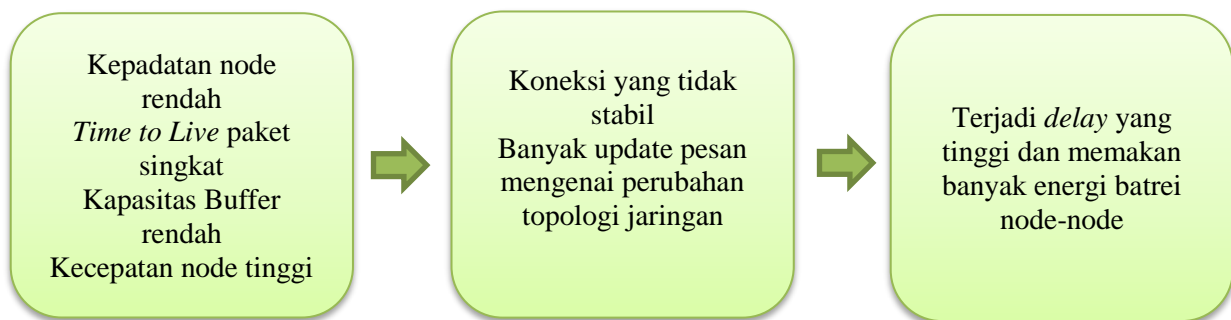 Kepadatan node
rendah
Time to Live paket
singkat
Kapasitas Buffer
rendah
Kecepatan node tinggi
Koneksi yang tidak
stabil
Banyak update pesan
mengenai perubahan
topologi jaringan
Terjadi delay yang
tinggi dan memakan
banyak energi batrei
node-node